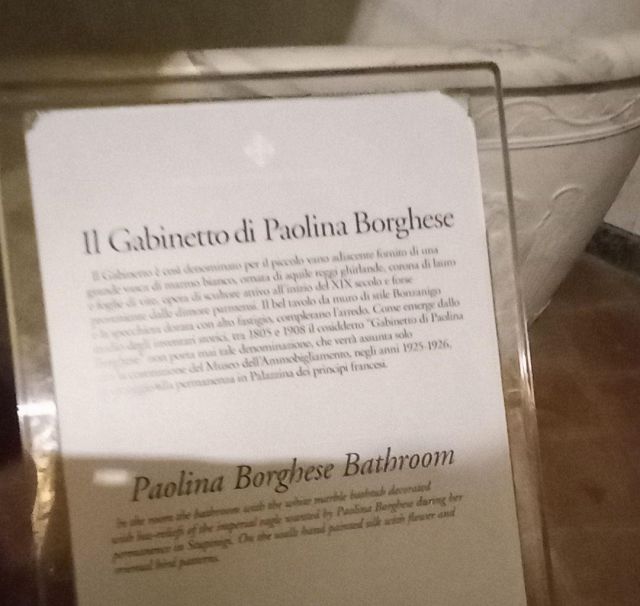 Il Gabinetto di Paolina Borghese
Il Gabinetto è così denominato per il piccolo vano adiacente fornito di una
grande vasca di marmo bianco, ornata di aquile reggi ghirlande, corona di lauro
e foglie di vite, opera di scultore attivo all'inizio del XIX secolo e forse
proveniente dalle dimore parmensi. Il bel tavolo da muro di stile Bonzanigo
e la specchiera dorata con alto fastigio, completano l'arredo. Come emerge dallo
studio degli inventari storici, tra 1805 e 1908 il cosiddetto "Gabinetto di Paolina
Borghese" non porta mai tale denominazione, che verrà assunta solo
la costituzione del Museo dell'Ammobigliamento, negli anni 1925-1926,
alla permanenza in Palazzina dei principi francesi.
Paolina Borghese Bathroom
In the room the bathroom with the white marble bathtub decorated
with bas-reliefs of the imperial eagle wanted by Paolina Borghese during her
permanence in Stupinigi. On the walls hand painted silk with flower and
oriental bird patterns.